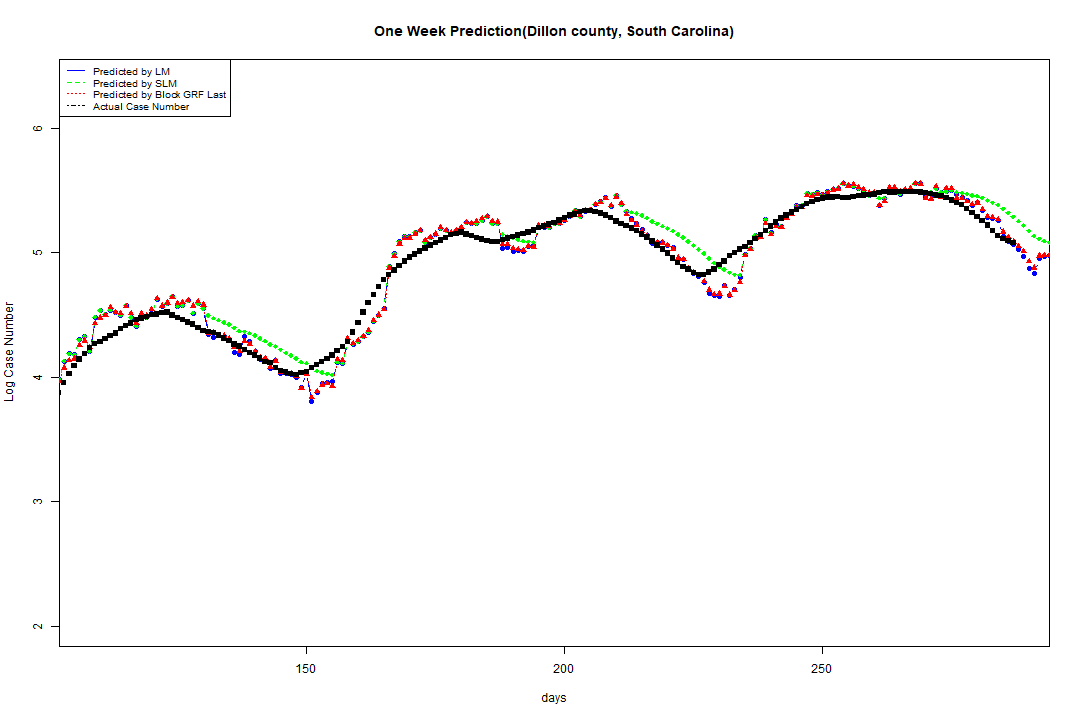 One Week Prediction(Dillon county, South Carolina)
Predicted by LM
Predicted by SLM
Predicted by Block GRF Last
Actual Case Number
6
5
4
3
2
Log Case Number
150
200
250
days